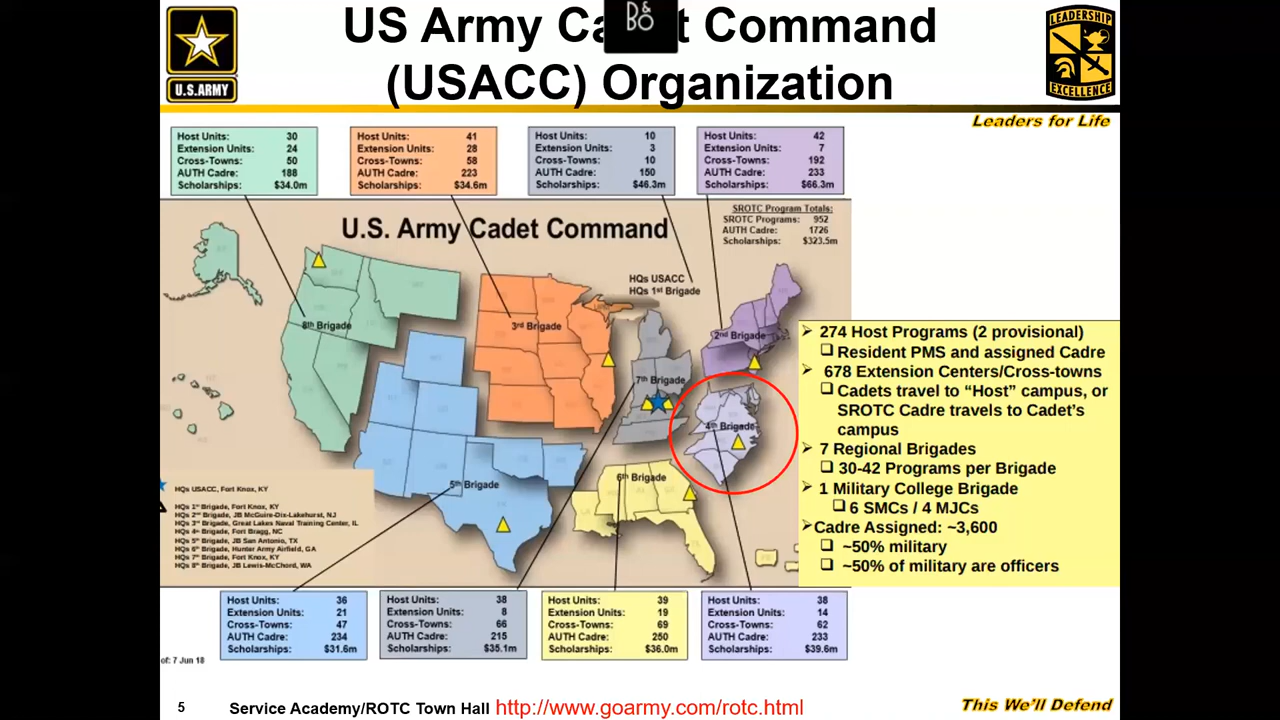 US Army Ca t Command
(USACC) Organization
D&
BO
U.S.ARMY
LEADERSHIP
EXCELLENCE
Leaders for Life
Host Units: 30
Extension Units: 24
Cross-Towns: 50
AUTH Cadre: 188
Scholarships: $34.0m
Host Units: 41
Extension Units: 28
Cross-Towns: 58
AUTH Cadre: 223
Scholarships: $34.6m
Host Units: 10
Extension Units: 3
Cross-Towns: 10
AUTH Cadre: 150
Scholarships: $46.3m
Host Units: 42
Extension Units: 7
Cross-Towns: 192
AUTH Cadre: 233
Scholarships: $66.3m
U.S. Army Cadet Command
SROTC Program Totals:
SROTC Programs: 952
AUTH Cadre: 1726
Scholarships: $323.5m
HQs USACC
HQs 1st Brigade
8th Brigade
3rd Brigade
2nd Brigade
7th Brigade
4th Brigade
5th Brigade
6th Brigade
HQs USACC, Fort Knox, KY
HQs 1st Brigade, Fort Knox, KY
HQs 2nd Brigade, JB McGuire-Dix-Lakehurst, NJ
HQs 3rd Brigade, Great Lakes Naval Training Center, IL
HQs 4th Brigade, Fort Bragg, NC
HQs 5th Brigade, JB San Antonio, TX
HQs 6th Brigade, Hunter Army Airfield, GA
HQs 7th Brigade, Fort Knox, KY
HQs 8th Brigade, JB Lewis-McChord, WA
➢ 274 Host Programs (2 provisional)
❑ Resident PMS and assigned Cadre
➢ 678 Extension Centers/Cross-towns
❑ Cadets travel to “Host” campus, or
SROTC Cadre travels to Cadet’s
campus
➢ 7 Regional Brigades
❑ 30-42 Programs per Brigade
➢ 1 Military College Brigade
❑ 6 SMCs / 4 MJCs
➢ Cadre Assigned: ~3,600
❑ ~50% military
❑ ~50% of military are officers
Host Units: 36
Extension Units: 21
Cross-Towns: 47
AUTH Cadre: 234
Scholarships: $31.6m
Host Units: 38
Extension Units: 8
Cross-Towns: 66
AUTH Cadre: 215
Scholarships: $35.1m
Host Units: 39
Extension Units: 19
Cross-Towns: 69
AUTH Cadre: 250
Scholarships: $36.0m
Host Units: 38
Extension Units: 14
Cross-Towns: 62
AUTH Cadre: 233
Scholarships: $39.6m
of: 7 Jun 18
5
Service Academy/ROTC Town Hall http://www.goarmy.com/rotc.html
This We’ll Defend